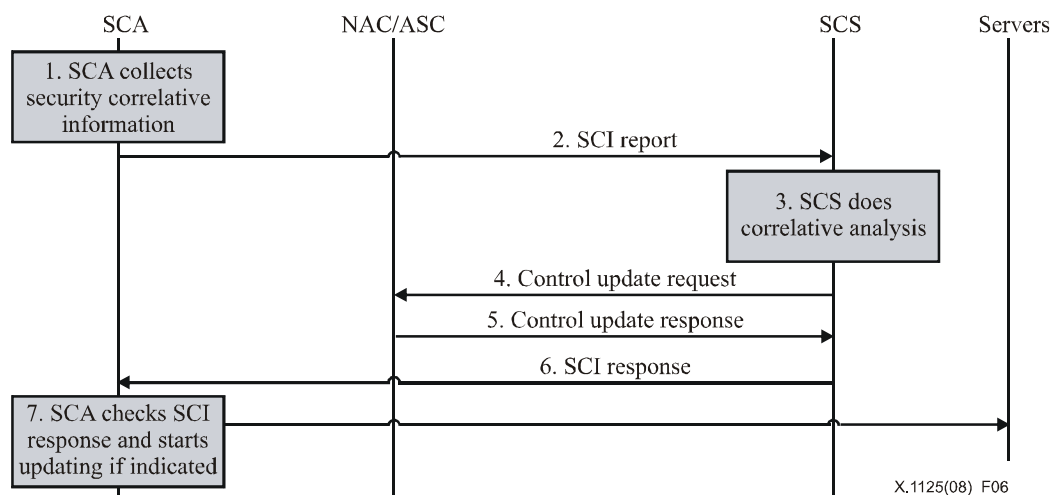 SCA
NAC/ASC
SCS
Servers
1. SCA collects
security correlative
information
2. SCI report
3. SCS does
correlative analysis
4. Control update request
5. Control update response
6. SCI response
7. SCA checks SCI
response and starts
updating if indicated
X.1125(08)_F06